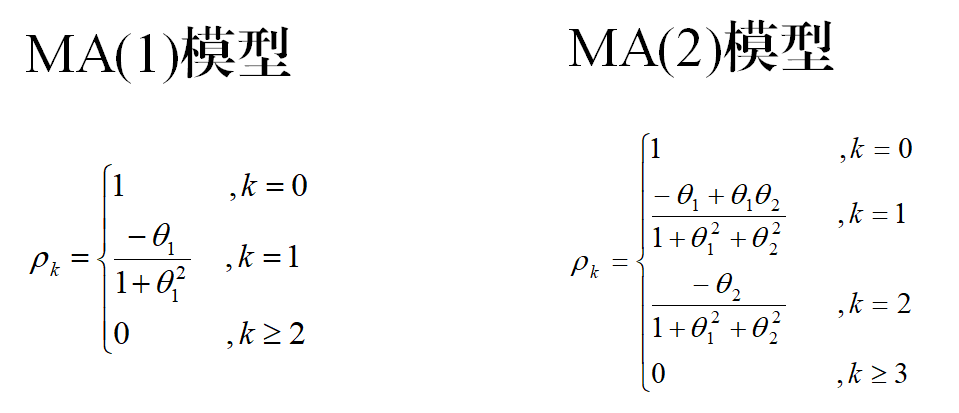 MA(1)模型
ρ_k = { 1 , k = 0
-θ_1 / (1 + θ_1^2) , k = 1
0 , k ≥ 2
MA(2)模型
ρ_k = { 1 , k = 0
(-θ_1 + θ_1θ_2) / (1 + θ_1^2 + θ_2^2) , k = 1
-θ_2 / (1 + θ_1^2 + θ_2^2) , k = 2
0 , k ≥ 3